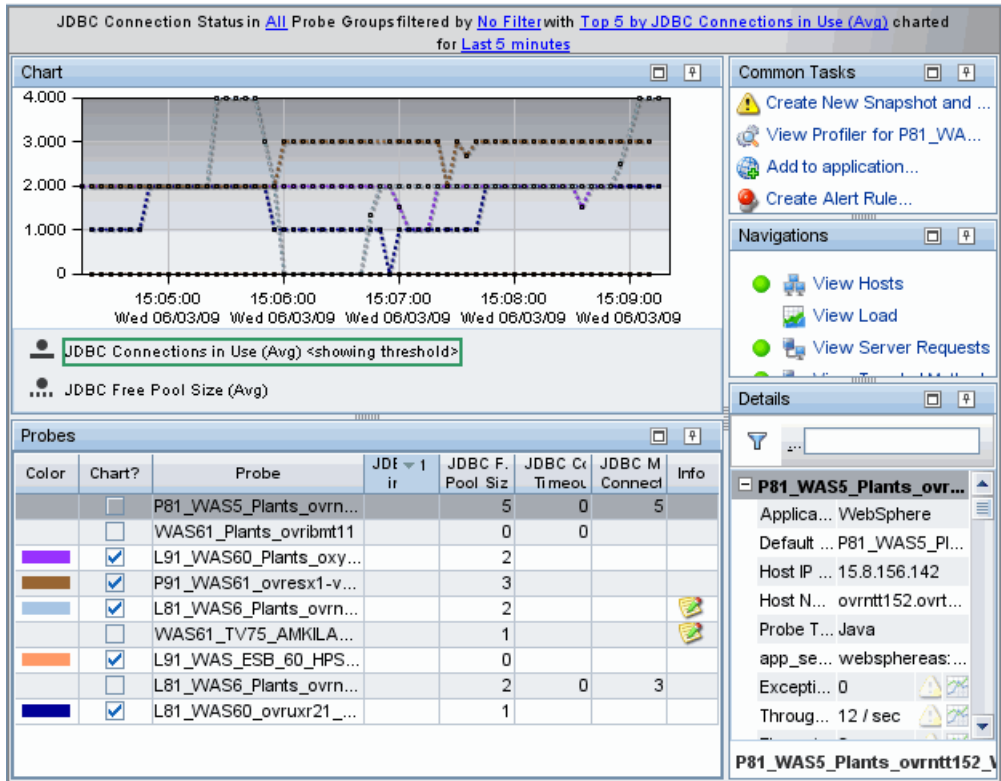 JDBC Connection Status in All Probe Groups filtered by No Filter with Top 5 by JDBC Connections in Use (Avg) charted
for Last 5 minutes
Chart
4.000
3.000
2.000
1.000
0
15:05:00 15:06:00 15:07:00 15:08:00 15:09:00
Wed 06/03/09 Wed 06/03/09 Wed 06/03/09 Wed 06/03/09 Wed 06/03/09
JDBC Connections in Use (Avg) <showing threshold>
JDBC Free Pool Size (Avg)
Probes
Color Chart? Probe JDE 1 ir JDBC F. Pool Siz JDBC Co Timeou JDBC M Connect Info
P81_WAS5_Plants_ovrn... 5 0 5
WAS61_Plants_ovribmt11 0 0
L91_WAS60_Plants_oxy... 2
P91_WAS61_ovresx1-v... 3
L81_WAS6_Plants_ovrn... 2
WAS61_TV75_AMKILA... 1
L91_WAS_ESB_60_HPS... 0
L81_WAS6_Plants_ovrn... 2 0 3
L81_WAS60_ovruxr21_... 1
Common Tasks
Create New Snapshot and ...
View Profiler for P81_WA...
Add to application...
Create Alert Rule...
Navigations
View Hosts
View Load
View Server Requests
Details
...
P81_WAS5_Plants_ovr...
Applica... WebSphere
Default ... P81_WAS5_Pl...
Host IP ... 15.8.156.142
Host N... ovrntt152.ovrt...
Probe T... Java
app_se... websphereas:...
Excepti... 0
Throug... 12 / sec
P81_WAS5_Plants_ovrntt152_